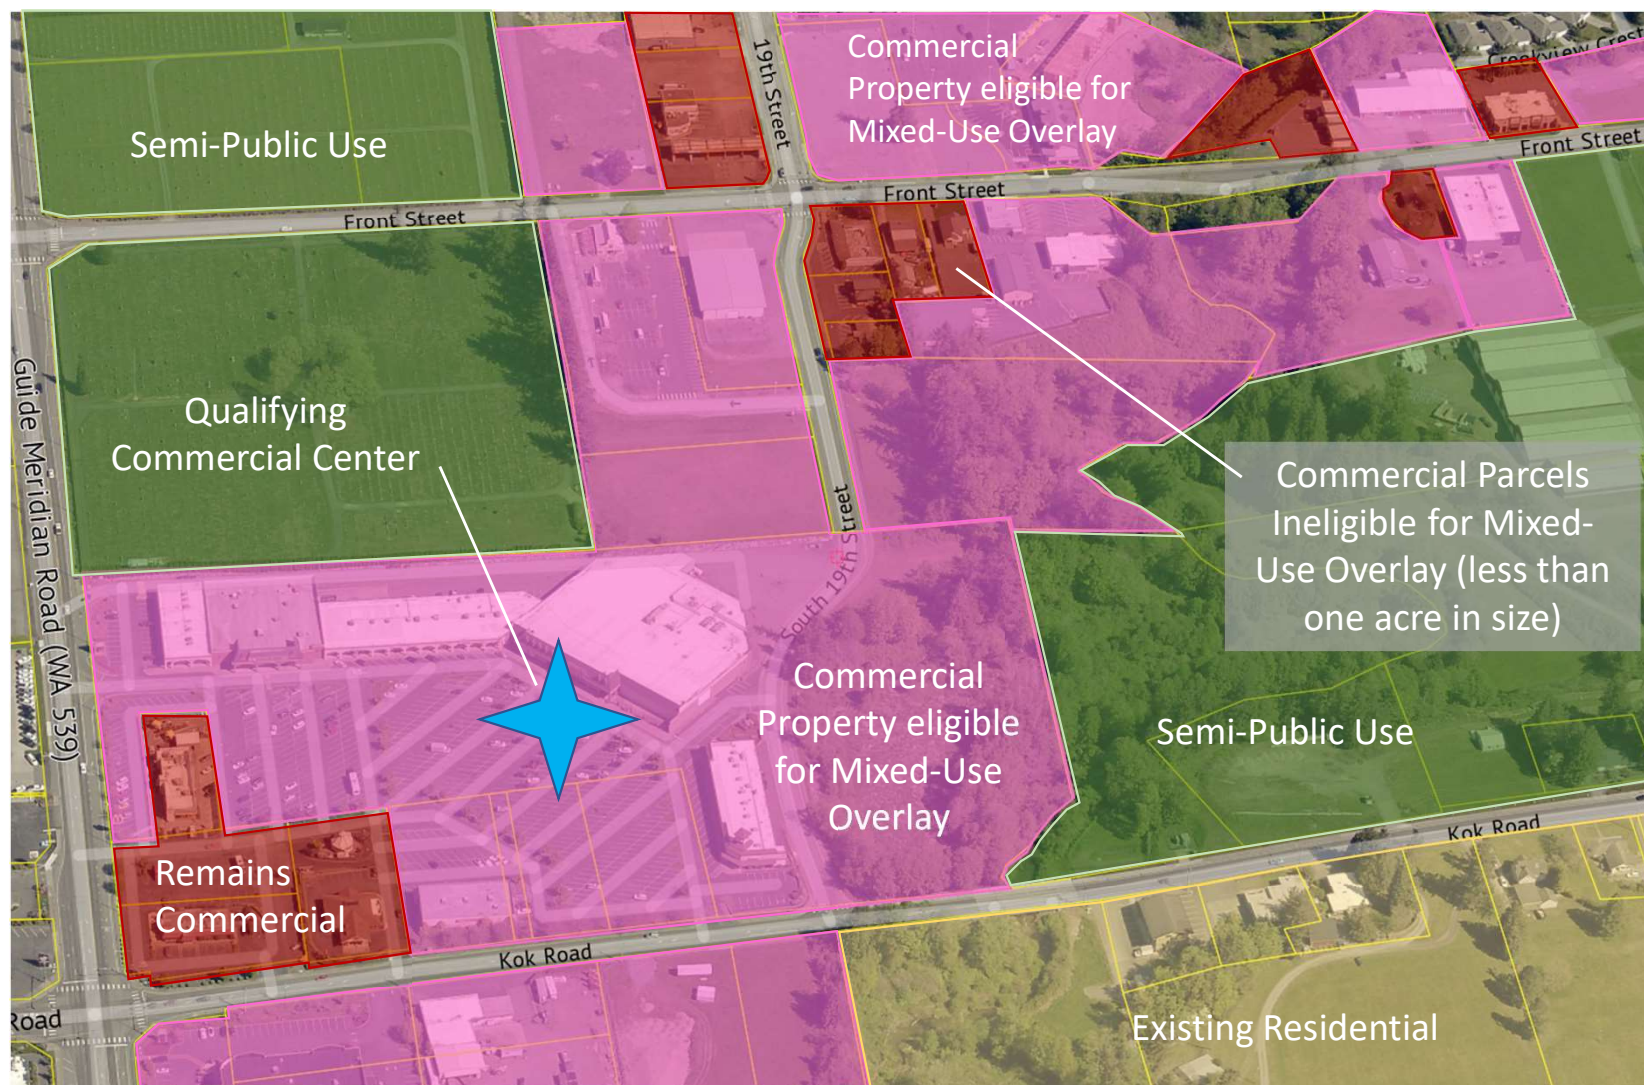 Commercial
Property eligible for
Mixed-Use Overlay
Creekview Crest
19th Street
Semi-Public Use
Front Street
Front Street
Front Street
Qualifying
Commercial Center
Guide Meridian Road (WA 539)
Commercial Parcels
Ineligible for Mixed-
Use Overlay (less than
one acre in size)
South 19th Street
Commercial
Property eligible
for Mixed-Use
Overlay
Semi-Public Use
Kok Road
Remains
Commercial
Kok Road
Road
Existing Residential